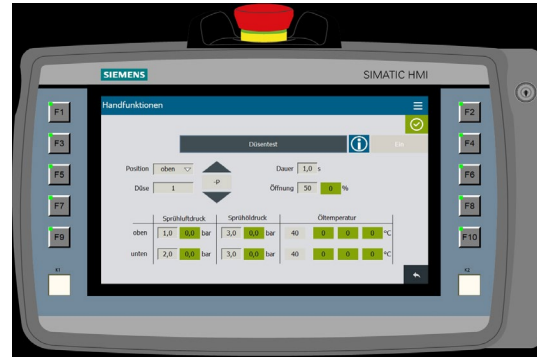 SIEMENS SIMATIC HMI
Handfunktionen
Düsentest Ein
Position oben Dauer 1,0 s
Düse 1 -P Öffnung 50 0 %
Sprühluftdruck Sprühöldruck Öltemperatur
oben 1,0 0,0 bar 3,0 0,0 bar 40 0 0 0 °C
unten 2,0 0,0 bar 3,0 0,0 bar 40 0 0 0 °C
F1 F2
F3 F4
F5 F6
F7 F8
F9 F10
K1 K2